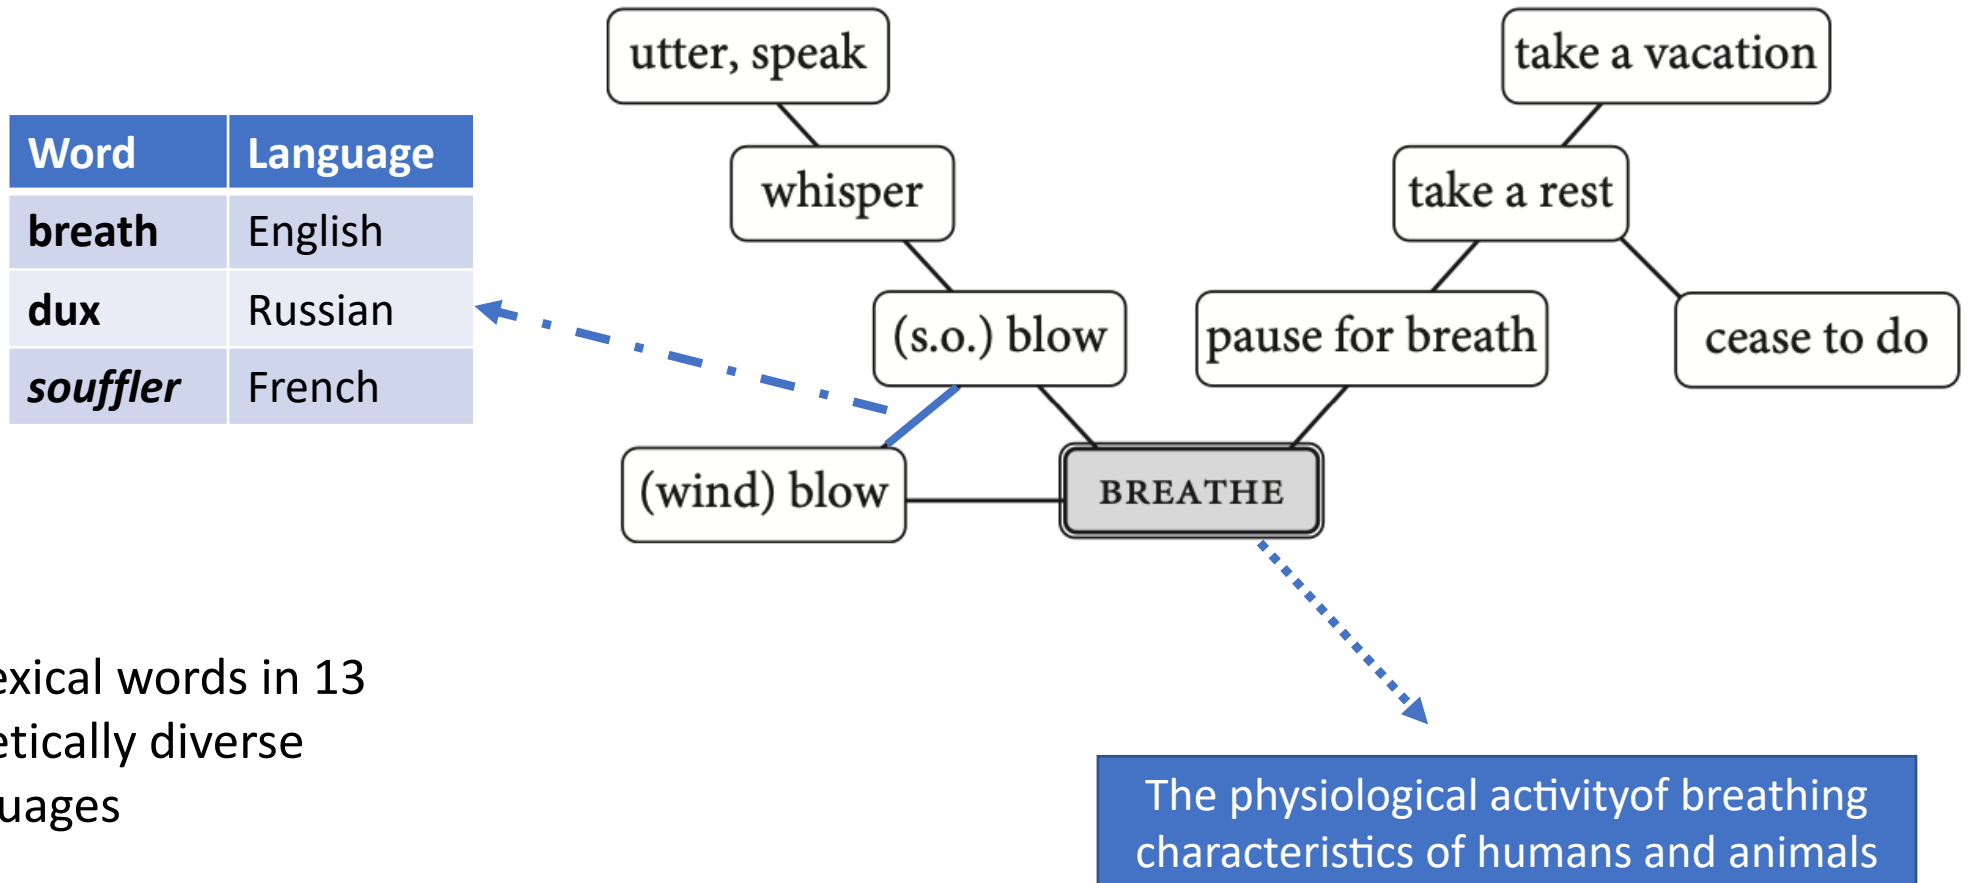 utter, speak
take a vacation
Word Language
breath English
dux Russian
souffler French
whisper
take a rest
(s.o.) blow
pause for breath
cease to do
(wind) blow
BREATHE
exical words in 13
etically diverse
uages
The physiological activityof breathing
characteristics of humans and animals